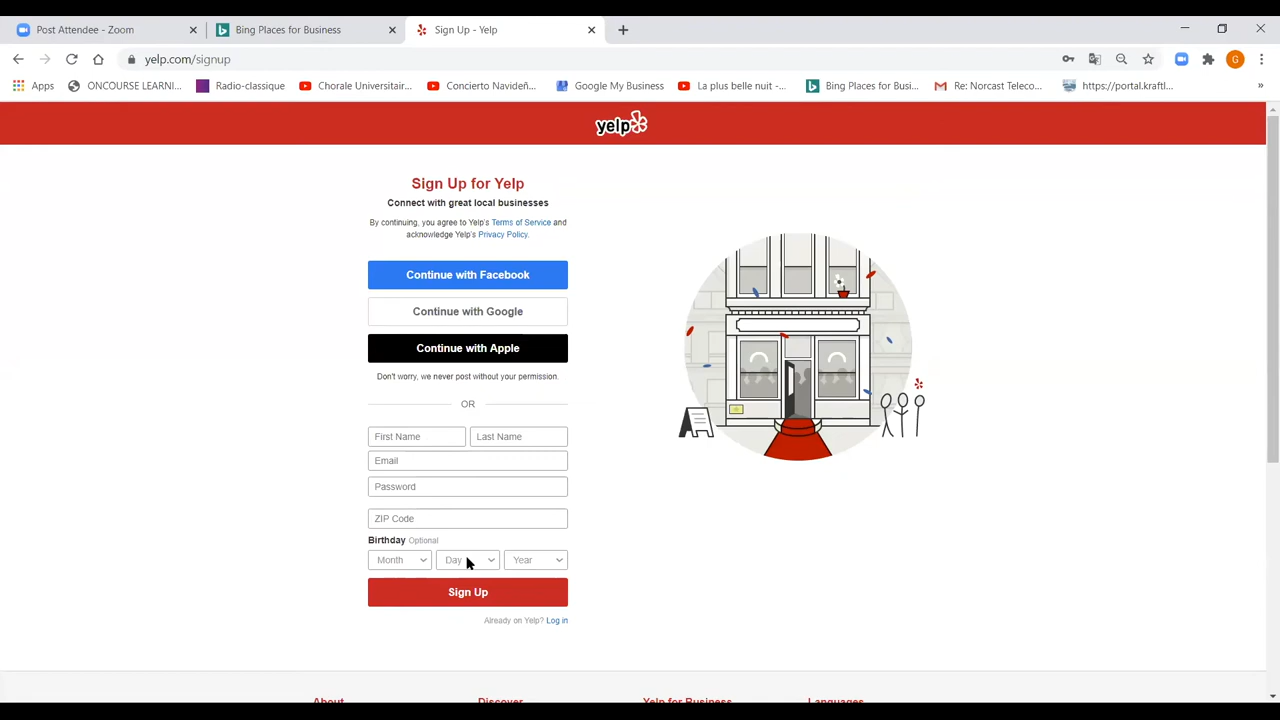 Post Attendee - Zoom
Bing Places for Business
Sign Up - Yelp
yelp.com/signup
G
Apps
ONCOURSE LEARNI...
Radio-classique
Chorale Universitair...
Concierto Navideñ...
Google My Business
La plus belle nuit -...
Bing Places for Busi...
Re: Norcast Teleco...
https://portal.kraftl...
yelp
Sign Up for Yelp
Connect with great local businesses
By continuing, you agree to Yelp's Terms of Service and
acknowledge Yelp's Privacy Policy.
Continue with Facebook
Continue with Google
Continue with Apple
Don't worry, we never post without your permission.
OR
First Name
Last Name
Email
Password
ZIP Code
Birthday Optional
Month
Day
Year
Sign Up
Already on Yelp? Log in
About
Discover
Yelp for Business
Languages